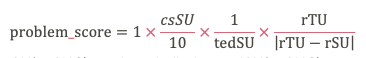 problem_score = 1 × csSU/10 × 1/tedSU × rTU/|rTU − rSU|